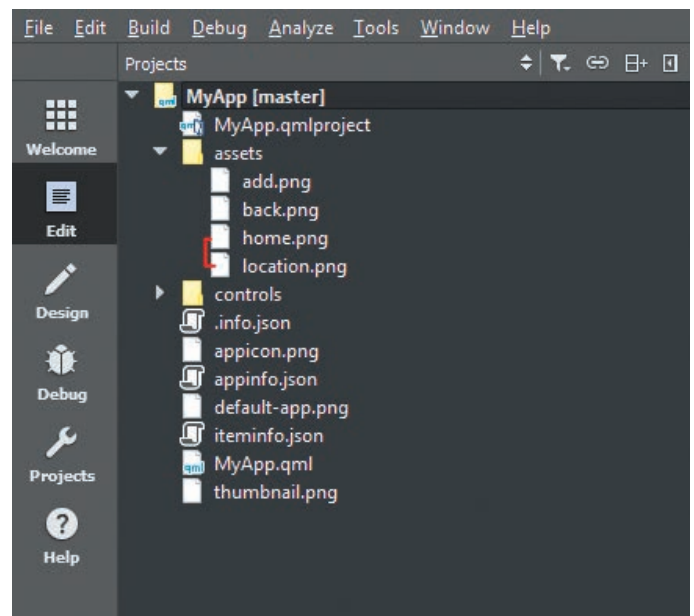 File Edit Build Debug Analyze Tools Window Help
Projects
MyApp [master]
MyApp.qmlproject
assets
add.png
back.png
home.png
location.png
controls
.info.json
appicon.png
appinfo.json
default-app.png
iteminfo.json
MyApp.qml
thumbnail.png
Welcome
Edit
Design
Debug
Projects
Help